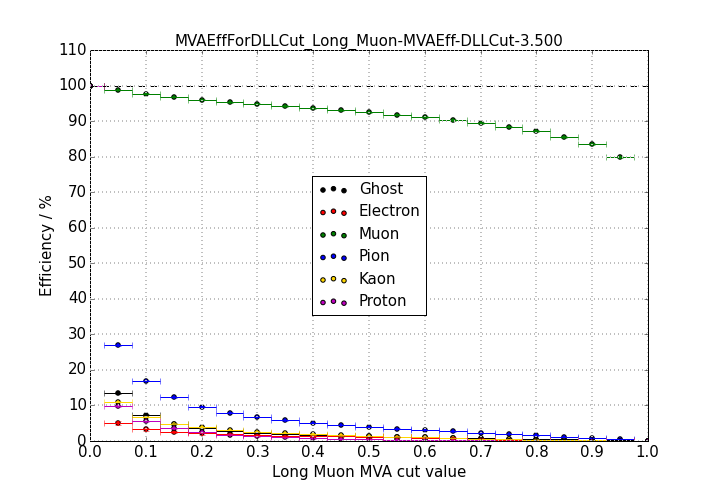 MVAEffForDLLCut_Long_Muon-MVAEff-DLLCut-3.500
110
100
90
80
70
60
50
40
30
20
10
0
Efficiency / %
Ghost
Electron
Muon
Pion
Kaon
Proton
0.0 0.1 0.2 0.3 0.4 0.5 0.6 0.7 0.8 0.9 1.0
Long Muon MVA cut value